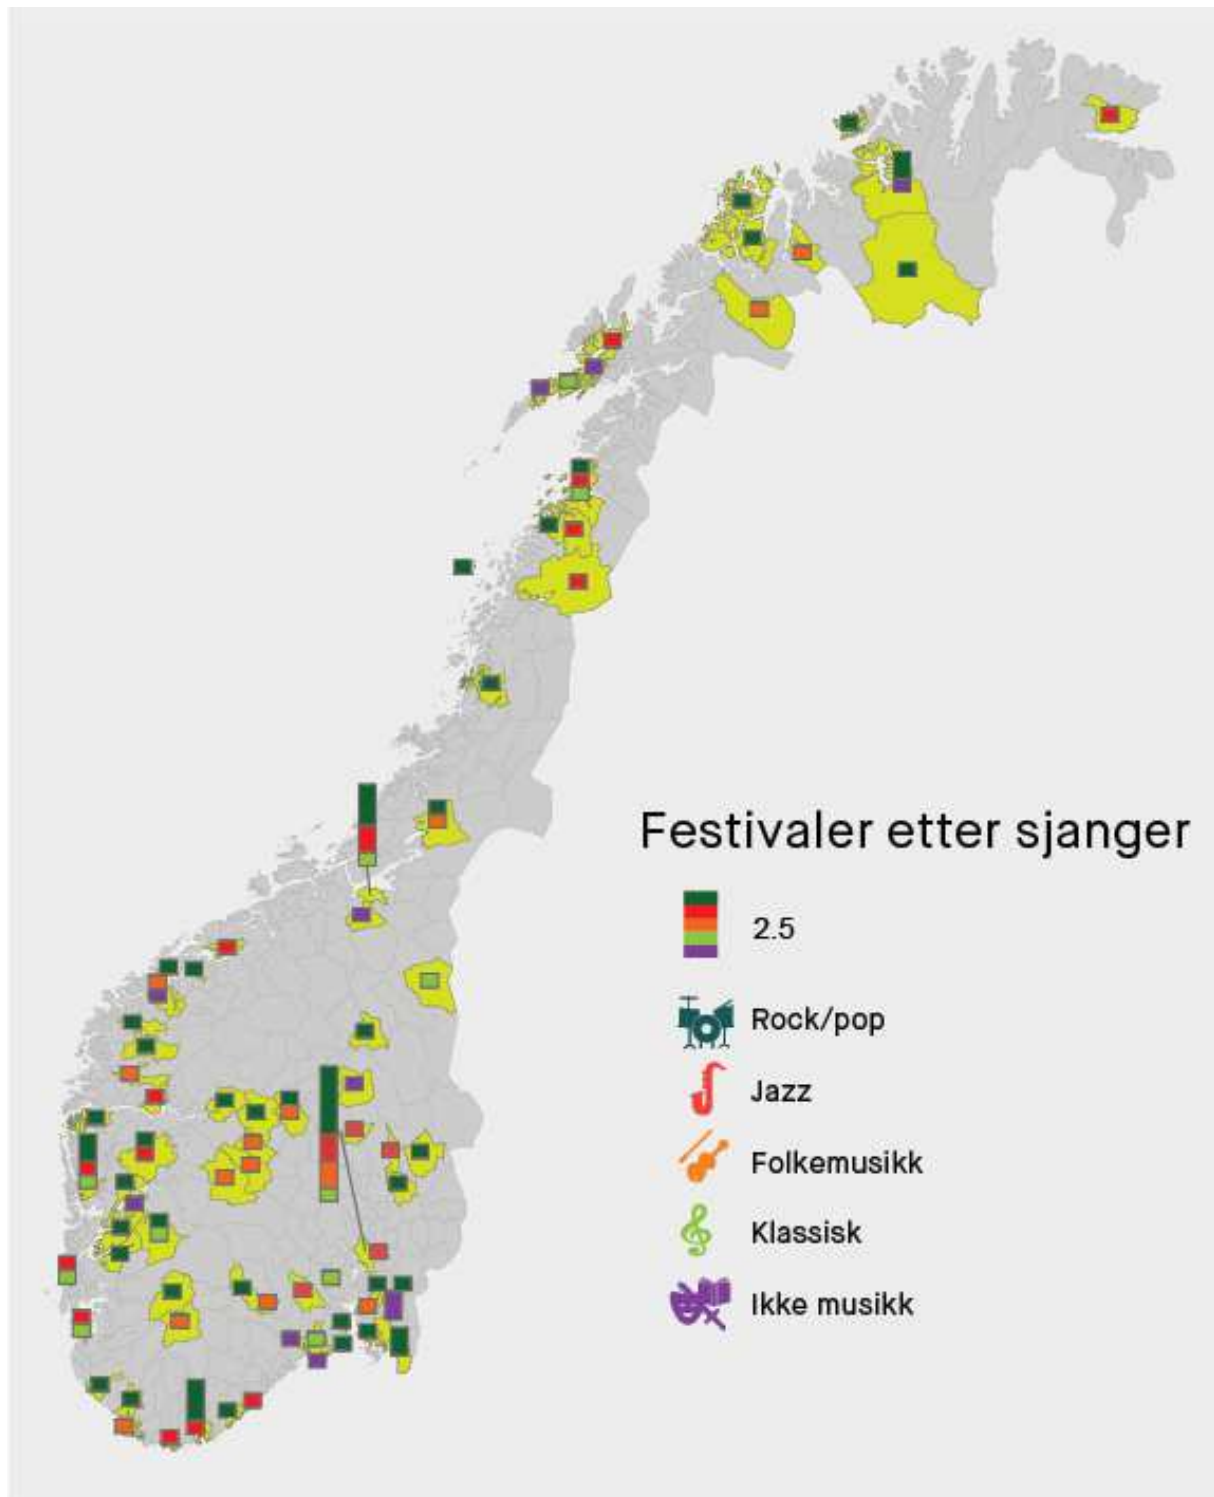 Festivaler etter sjanger
2.5
Rock/pop
Jazz
Folkemusikk
Klassisk
Ikke musikk